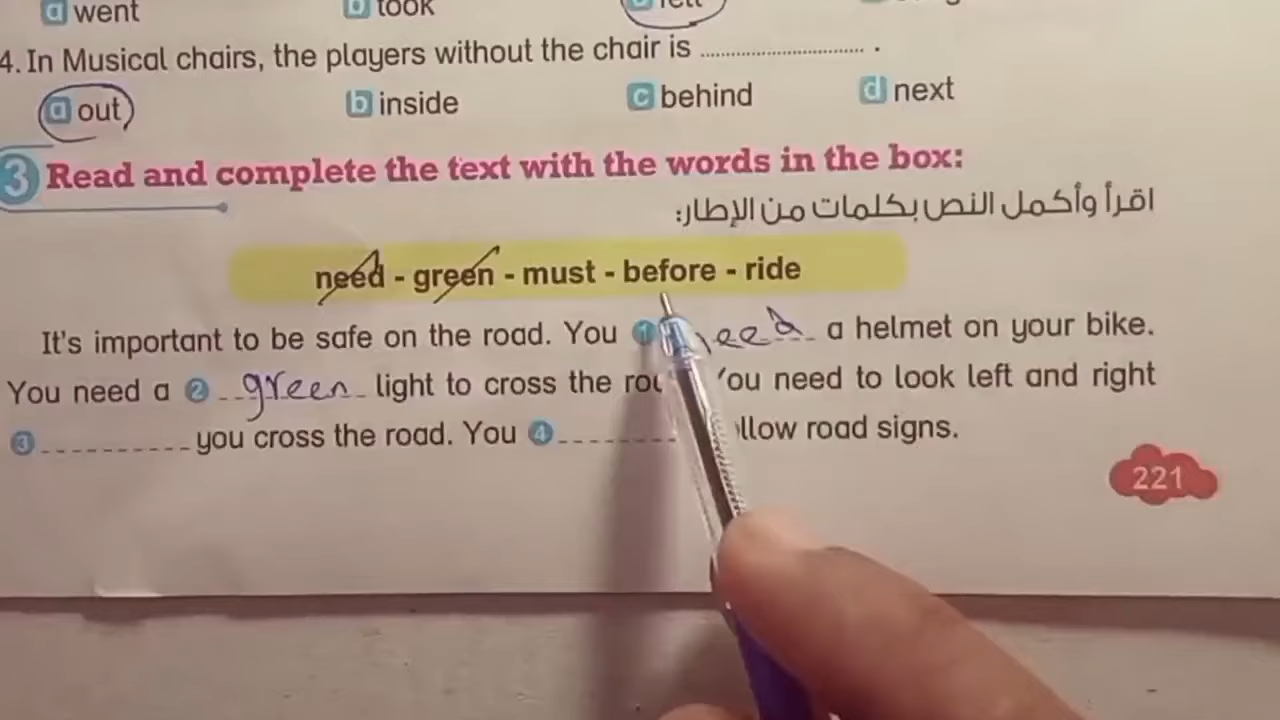 a went b took c fell
4. In Musical chairs, the players without the chair is ................................ .
a out b inside c behind d next
3 Read and complete the text with the words in the box:
اقرأ وأكمل النص بكلمات من الإطار:
need - green - must - before - ride
It's important to be safe on the road. You 1 need a helmet on your bike.
You need a 2 green light to cross the You need to look left and right
3 __________ you cross the road. You 4 ________ road signs.
221